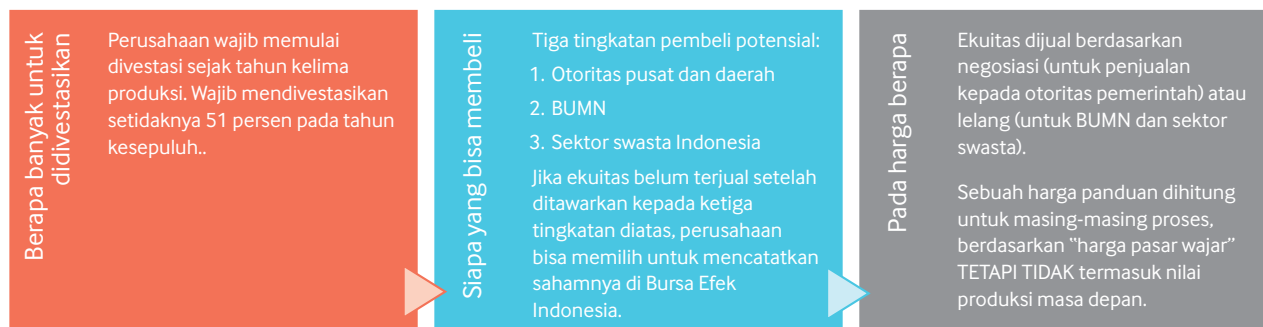 Berapa banyak untuk
didivestasikan
Perusahaan wajib memulai
divestasi sejak tahun kelima
produksi. Wajib mendivestasikan
setidaknya 51 persen pada tahun
kesepuluh..
Siapa yang bisa membeli
Tiga tingkatan pembeli potensial:
1. Otoritas pusat dan daerah
2. BUMN
3. Sektor swasta Indonesia
Jika ekuitas belum terjual setelah
ditawarkan kepada ketiga
tingkatan diatas, perusahaan
bisa memilih untuk mencatatkan
sahamnya di Bursa Efek
Indonesia.
Pada harga berapa
Ekuitas dijual berdasarkan
negosiasi (untuk penjualan
kepada otoritas pemerintah) atau
lelang (untuk BUMN dan sektor
swasta).
Sebuah harga panduan dihitung
untuk masing-masing proses,
berdasarkan “harga pasar wajar”
TETAPI TIDAK termasuk nilai
produksi masa depan.